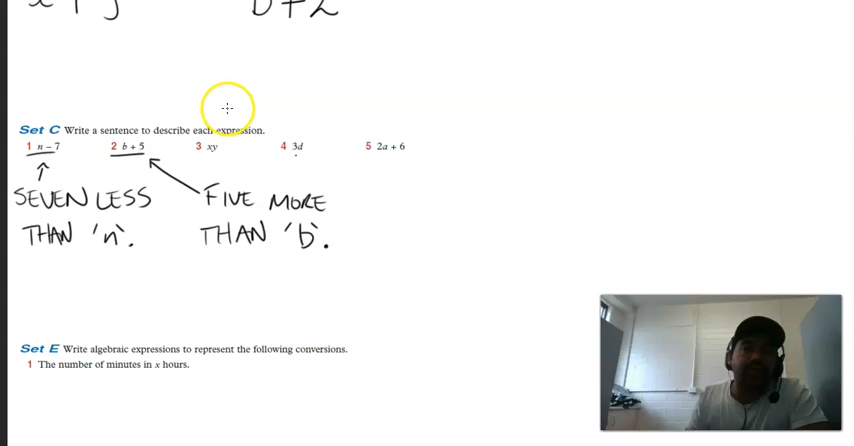 b + 2
Set C Write a sentence to describe each expression.
1 n − 7 2 b + 5 3 xy 4 3d 5 2a + 6
SEVEN LESS THAN 'n'.
FIVE MORE THAN 'b'.
Set E Write algebraic expressions to represent the following conversions.
1 The number of minutes in x hours.